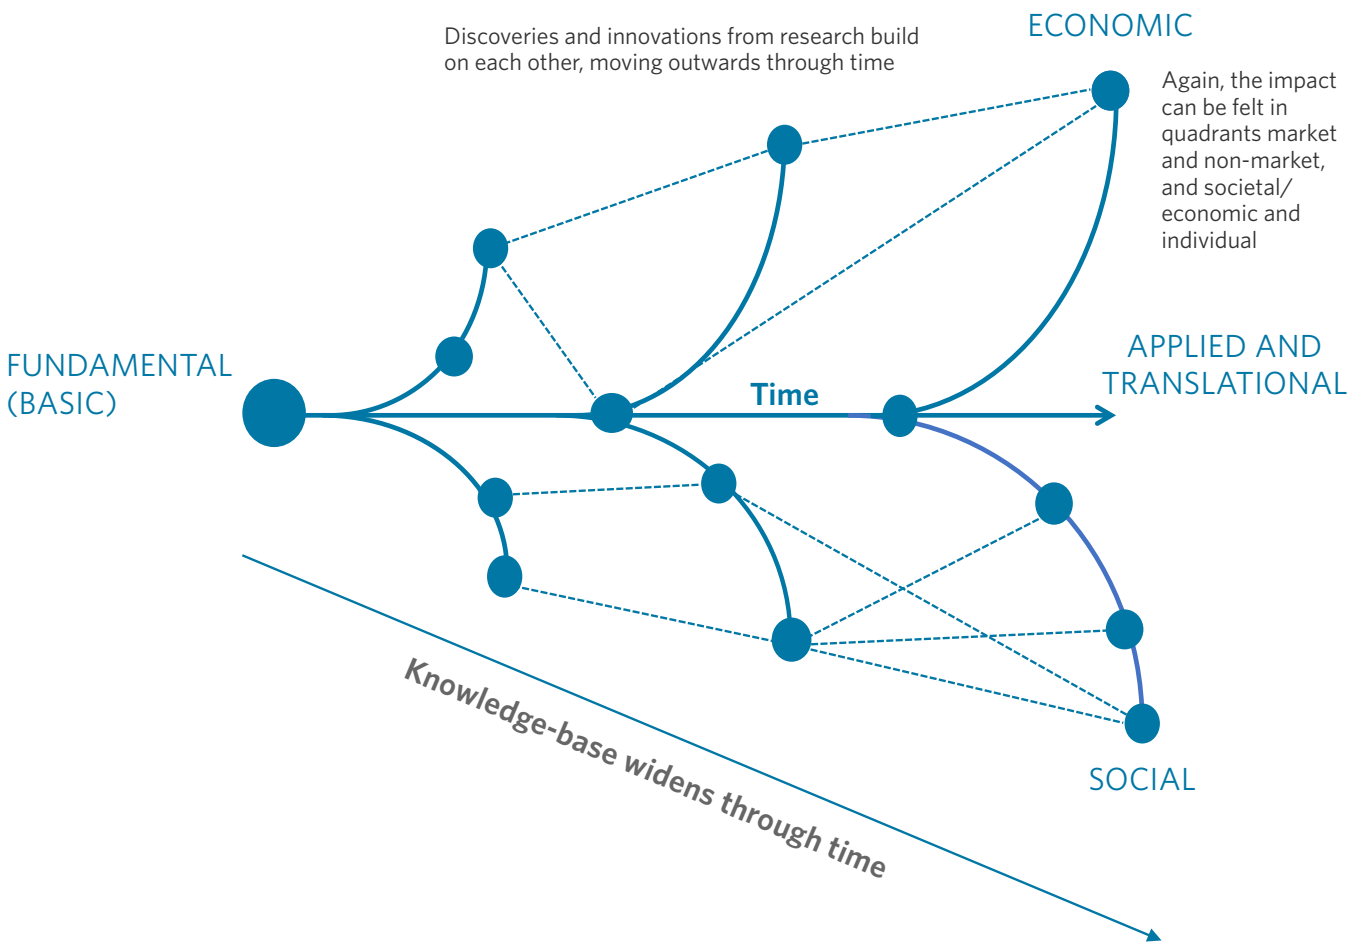 Discoveries and innovations from research build
on each other, moving outwards through time
ECONOMIC
Again, the impact
can be felt in
quadrants market
and non-market,
and societal/
economic and
individual
FUNDAMENTAL
(BASIC)
Time
APPLIED AND
TRANSLATIONAL
Knowledge-base widens through time
SOCIAL